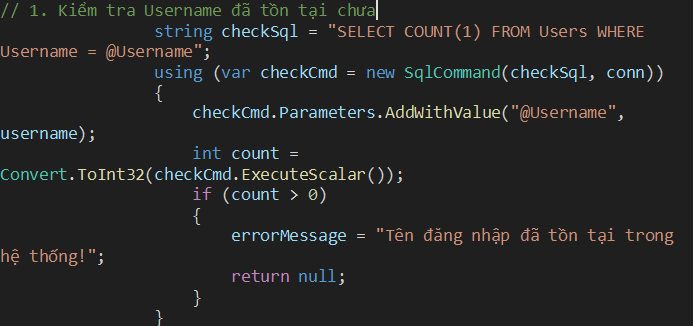 // 1. Kiểm tra Username đã tồn tại chưa
string checkSql = "SELECT COUNT(1) FROM Users WHERE
Username = @Username";
using (var checkCmd = new SqlCommand(checkSql, conn))
{
checkCmd.Parameters.AddWithValue("@Username",
username);
int count =
Convert.ToInt32(checkCmd.ExecuteScalar());
if (count > 0)
{
errorMessage = "Tên đăng nhập đã tồn tại trong
hệ thống!";
return null;
}
}